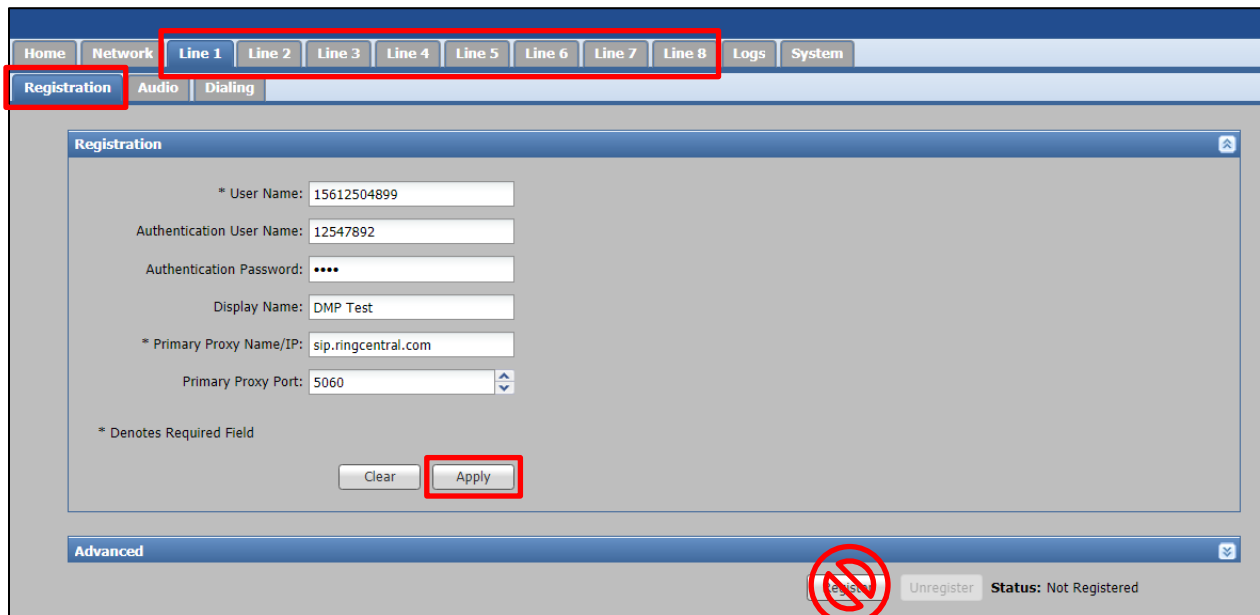 Home Network Line 1 Line 2 Line 3 Line 4 Line 5 Line 6 Line 7 Line 8 Logs System
Registration Audio Dialing
Registration
* User Name: 15612504899
Authentication User Name: 12547892
Authentication Password: ••••
Display Name: DMP Test
* Primary Proxy Name/IP: sip.ringcentral.com
Primary Proxy Port: 5060
* Denotes Required Field
Clear Apply
Advanced
Register Unregister Status: Not Registered